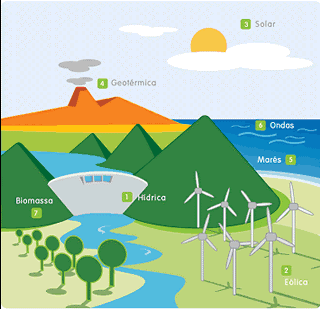 3 Solar
4 Geotérmica
6 Ondas
Marés 5
1 Hídrica
Biomassa
7
2
Eólica